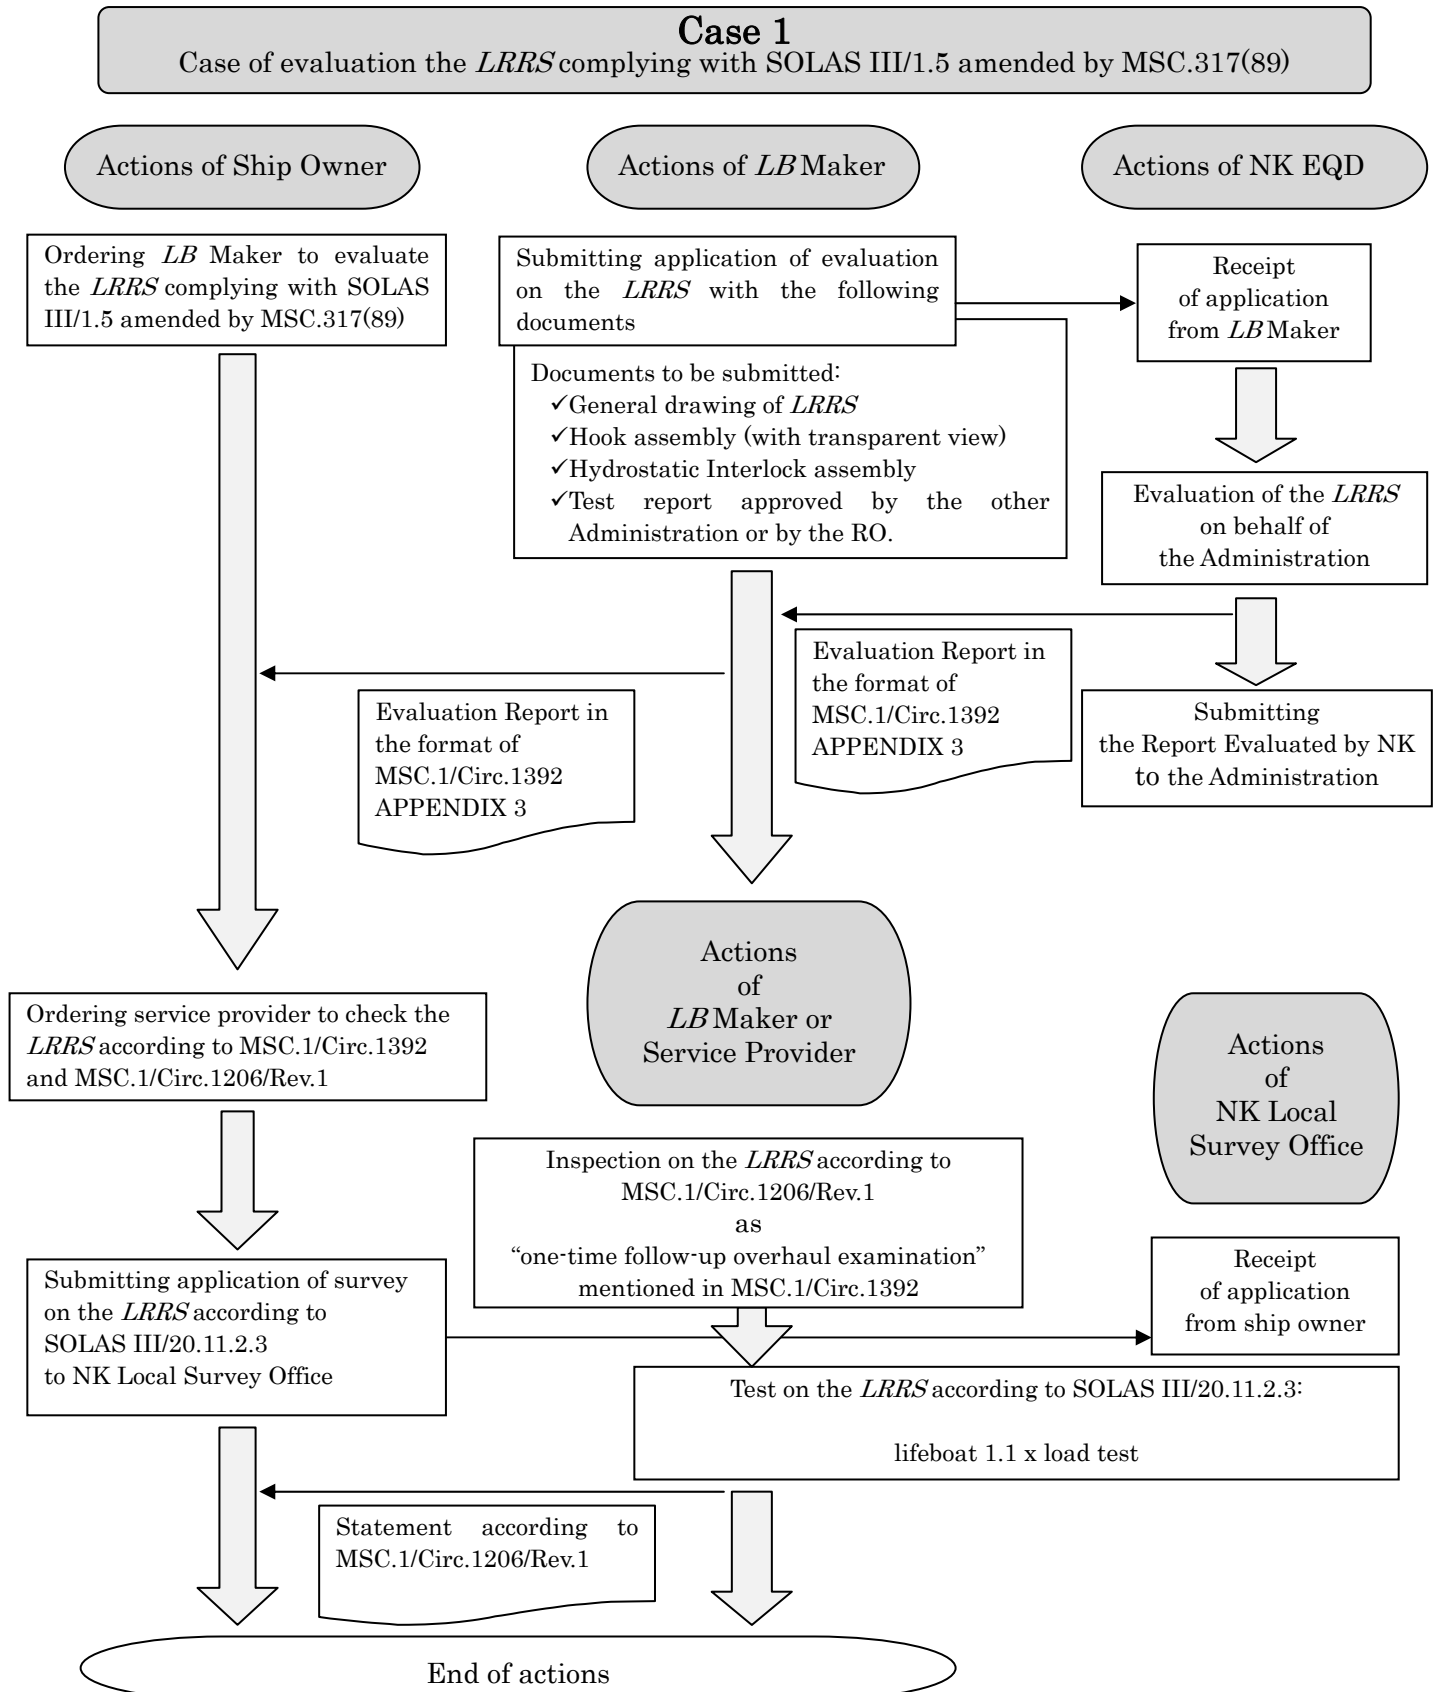 Case 1
Case of evaluation the LRRS complying with SOLAS III/1.5 amended by MSC.317(89)
Actions of Ship Owner
Actions of LB Maker
Actions of NK EQD
Ordering LB Maker to evaluate
the LRRS complying with SOLAS
III/1.5 amended by MSC.317(89)
Submitting application of evaluation
on the LRRS with the following
documents
Receipt
of application
from LB Maker
Documents to be submitted:
✓General drawing of LRRS
✓Hook assembly (with transparent view)
✓Hydrostatic Interlock assembly
✓Test report approved by the other
Administration or by the RO.
Evaluation of the LRRS
on behalf of
the Administration
Evaluation Report in
the format of
MSC.1/Circ.1392
APPENDIX 3
Evaluation Report in
the format of
MSC.1/Circ.1392
APPENDIX 3
Submitting
the Report Evaluated by NK
to the Administration
Actions
of
LB Maker or
Service Provider
Ordering service provider to check the
LRRS according to MSC.1/Circ.1392
and MSC.1/Circ.1206/Rev.1
Actions
of
NK Local
Survey Office
Inspection on the LRRS according to
MSC.1/Circ.1206/Rev.1
as
“one-time follow-up overhaul examination”
mentioned in MSC.1/Circ.1392
Submitting application of survey
on the LRRS according to
SOLAS III/20.11.2.3
to NK Local Survey Office
Receipt
of application
from ship owner
Test on the LRRS according to SOLAS III/20.11.2.3:
lifeboat 1.1 x load test
Statement according to
MSC.1/Circ.1206/Rev.1
End of actions